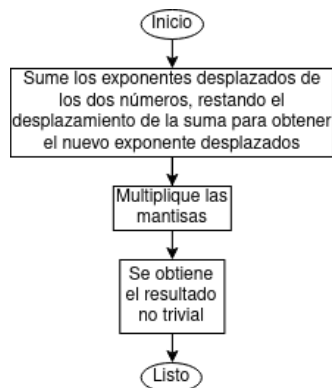 Inicio
Sume los exponentes desplazados de
los dos números, restando el
desplazamiento de la suma para obtener
el nuevo exponente desplazados
Multiplique las
mantisas
Se obtiene
el resultado
no trivial
Listo